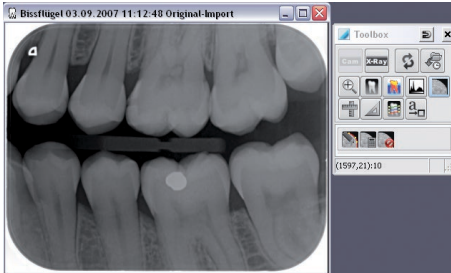 Bissflügel 03.09.2007 11:12:48 Original-Import
Toolbox
Cam
X-Ray
a
(1597,21):10